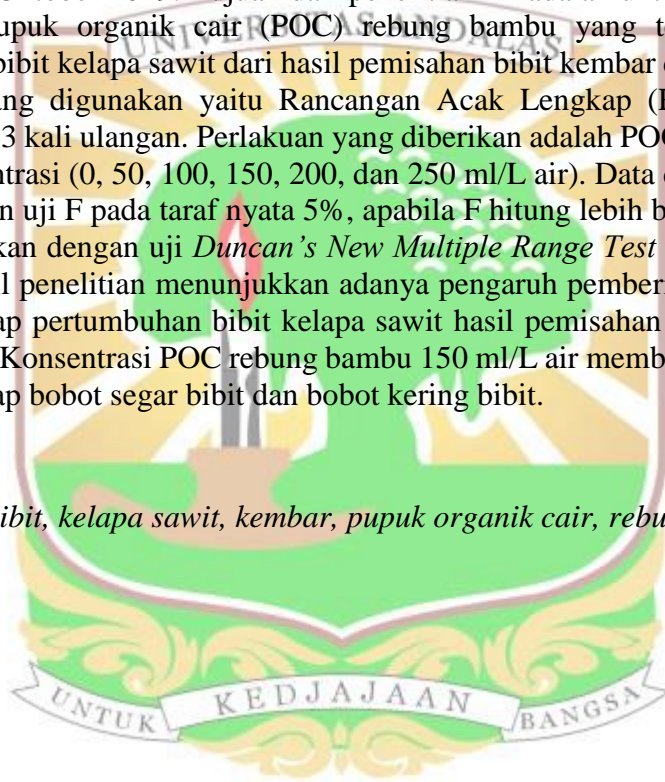 upuk organik cair (POC) rebung bambu yang
UNIVERSITAS ANDALAS
bibit kelapa sawit dari hasil pemisahan bibit kembar
ang digunakan yaitu Rancangan Acak Lengkap
3 kali ulangan. Perlakuan yang diberikan adalah POC
ntrasi (0, 50, 100, 150, 200, dan 250 ml/L air). Data
n uji F pada taraf nyata 5%, apabila F hitung lebih
kan dengan uji Duncan's New Multiple Range Test
l penelitian menunjukkan adanya pengaruh
ap pertumbuhan bibit kelapa sawit hasil pemisahan
Konsentrasi POC rebung bambu 150 ml/L air
ap bobot segar bibit dan bobot kering bibit.
ibit, kelapa sawit, kembar, pupuk organik cair,
UNTUK KEDJAJAAN BANGSA